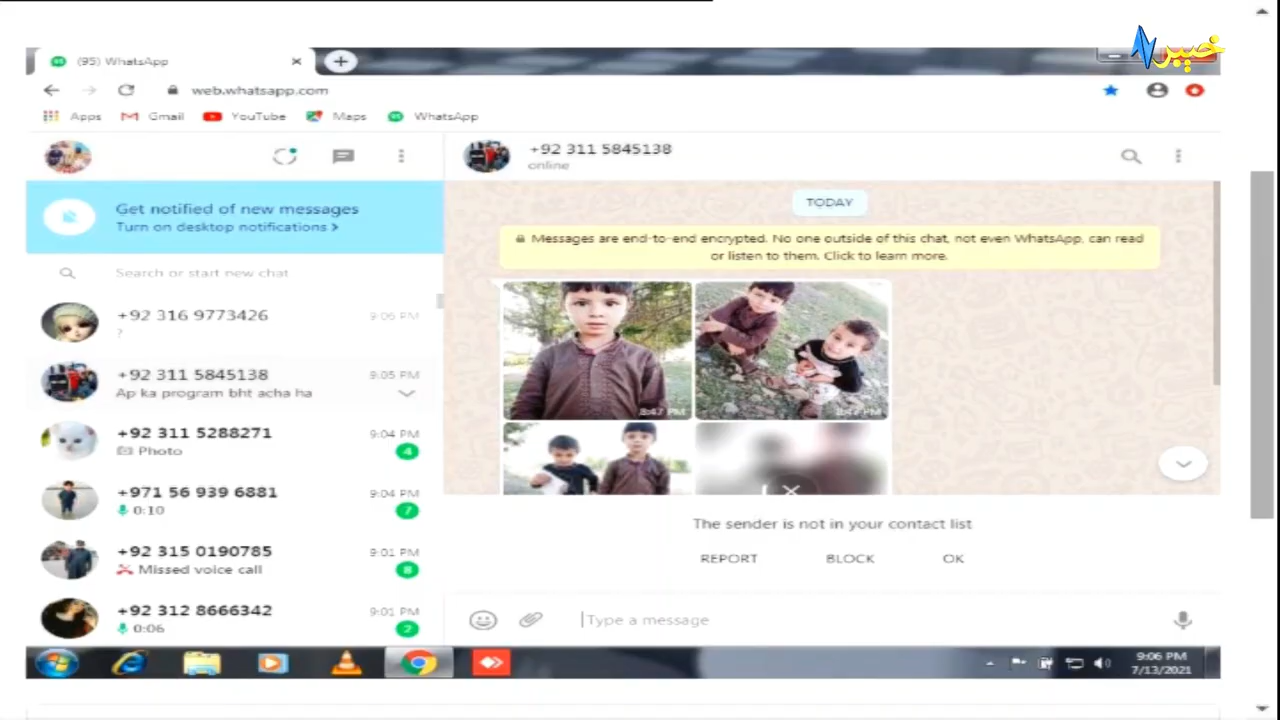 خیبر
(95) WhatsApp
web.whatsapp.com
Apps Gmail YouTube Maps WhatsApp
+92 311 5845138
online
Get notified of new messages
Turn on desktop notifications >
Search or start new chat
+92 316 9773426 9:06 PM
?
+92 311 5845138 9:05 PM
Ap ka program bht acha ha
+92 311 5288271 9:04 PM
Photo 4
+971 56 939 6881 9:04 PM
0:10 7
+92 315 0190785 9:01 PM
Missed voice call 8
+92 312 8666342 9:01 PM
0:06 2
TODAY
Messages are end-to-end encrypted. No one outside of this chat, not even WhatsApp, can read
or listen to them. Click to learn more.
8:47 PM 8:47 PM
The sender is not in your contact list
REPORT BLOCK OK
Type a message
9:06 PM
7/13/2021